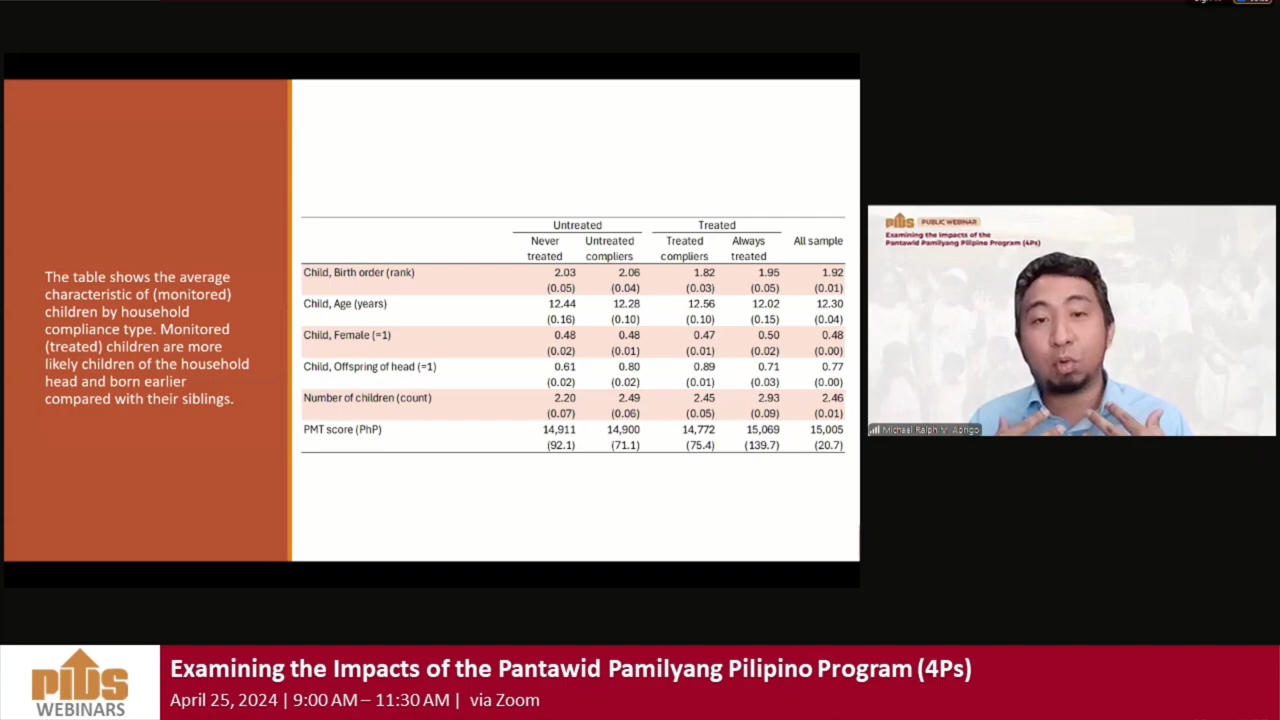 The table shows the average
characteristic of (monitored)
children by household
compliance type. Monitored
(treated) children are more
likely children of the household
head and born earlier
compared with their siblings.
Untreated Treated
Never treated Untreated compliers Treated compliers Always treated All sample
Child, Birth order (rank) 2.03 2.06 1.82 1.95 1.92
(0.05) (0.04) (0.03) (0.05) (0.01)
Child, Age (years) 12.44 12.28 12.56 12.02 12.30
(0.16) (0.10) (0.10) (0.15) (0.04)
Child, Female (=1) 0.48 0.48 0.47 0.50 0.48
(0.02) (0.01) (0.01) (0.02) (0.00)
Child, Offspring of head (=1) 0.61 0.80 0.89 0.71 0.77
(0.02) (0.02) (0.01) (0.03) (0.00)
Number of children (count) 2.20 2.49 2.45 2.93 2.46
(0.07) (0.06) (0.05) (0.09) (0.01)
PMT score (PhP) 14,911 14,900 14,772 15,069 15,005
(92.1) (71.1) (75.4) (139.7) (20.7)
PIDS PUBLIC WEBINAR
Examining the Impacts of the
Pantawid Pamilyang Pilipino Program (4Ps)
Michael Ralph M. Abrigo
PIDS
WEBINARS
Examining the Impacts of the Pantawid Pamilyang Pilipino Program (4Ps)
April 25, 2024 | 9:00 AM – 11:30 AM | via Zoom